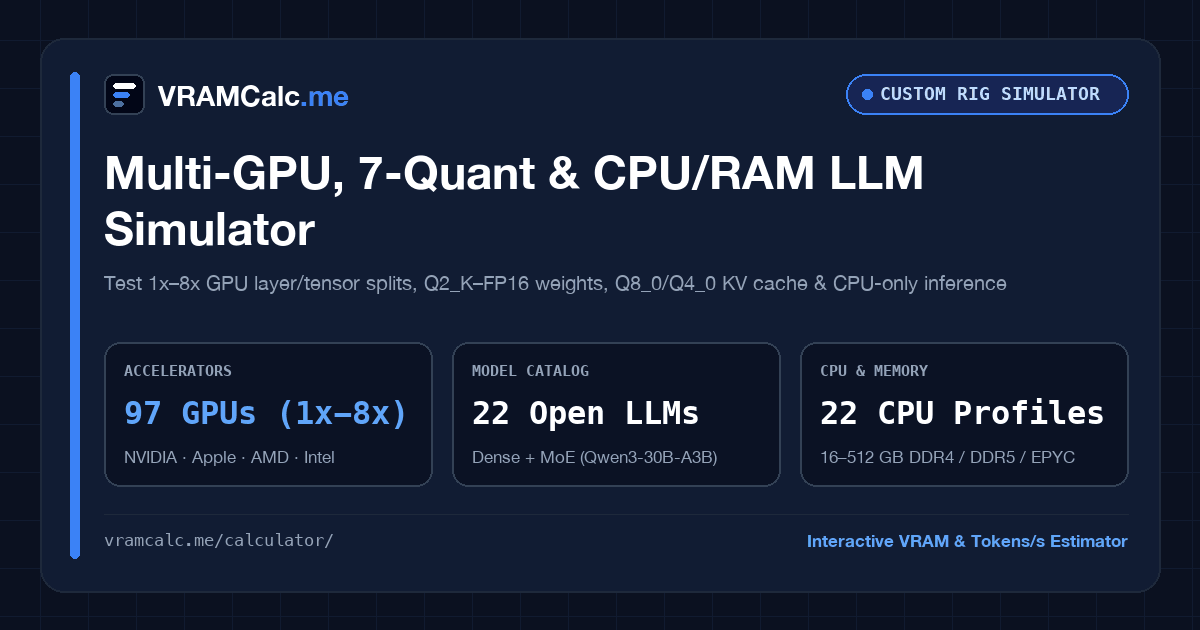 VRAMCalc.me
CUSTOM RIG SIMULATOR
Multi-GPU, 7-Quant & CPU/RAM LLM
Simulator
Test 1x–8x GPU layer/tensor splits, Q2_K–FP16 weights, Q8_0/Q4_0 KV cache & CPU-only inference
ACCELERATORS
97 GPUs (1x–8x)
NVIDIA · Apple · AMD · Intel
MODEL CATALOG
22 Open LLMs
Dense + MoE (Qwen3-30B-A3B)
CPU & MEMORY
22 CPU Profiles
16–512 GB DDR4 / DDR5 / EPYC
vramcalc.me/calculator/
Interactive VRAM & Tokens/s Estimator